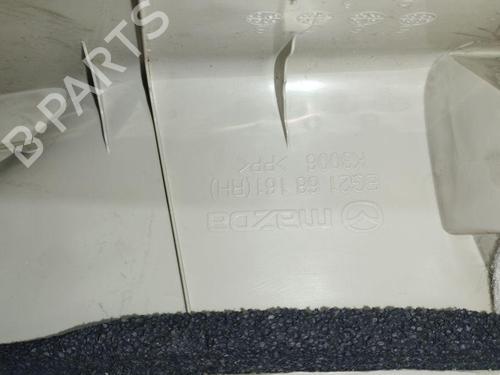 mazda
EG21 68 161(RH)
K3006 >PP<
B-PARTS